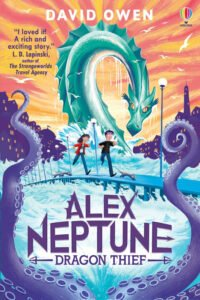 DAVID OWEN
"I loved it!
A rich and
exciting story."
L. D. Lapinski,
author of
The Strangeworlds
Travel Agency
ALEX
NEPTUNE
DRAGON THIEF